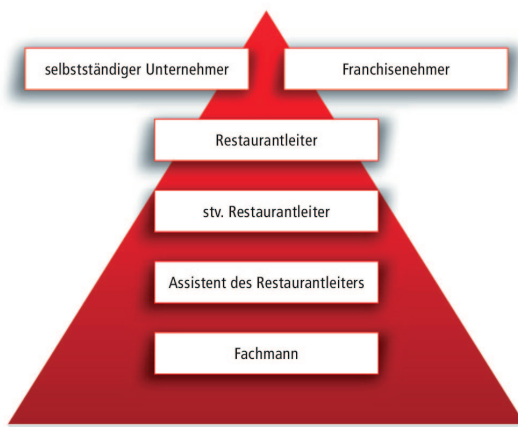 selbstständiger Unternehmer
Franchisenehmer
Restaurantleiter
stv. Restaurantleiter
Assistent des Restaurantleiters
Fachmann